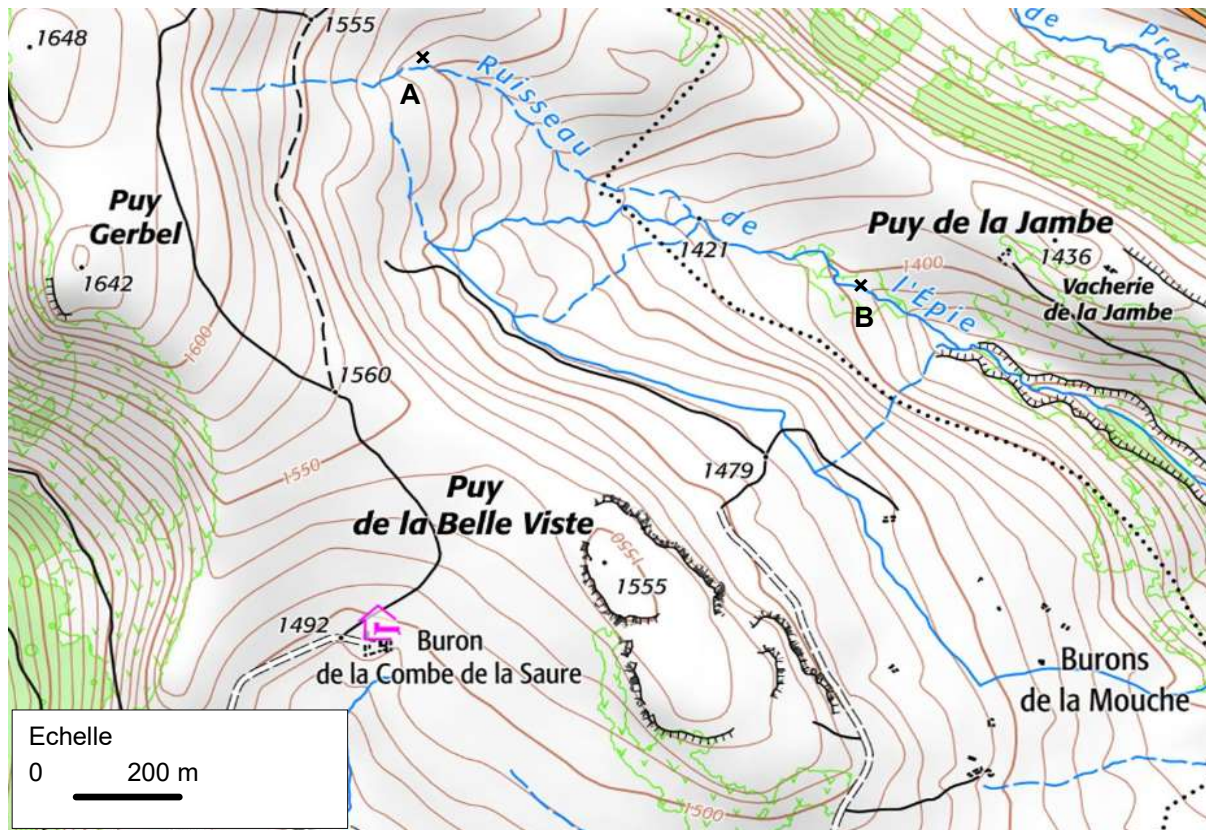 1555
1648
A
Ruisseau
de
Prat
Puy
Gerbel
1642
1421
de
Puy de la Jambe
1400
1436
l'Épie
Vacherie
de la Jambe
B
1600
1560
1550
1479
Puy
de la Belle Viste
1550
1555
1492
Buron
de la Combe de la Saure
Burons
de la Mouche
1500
Echelle
0 200 m